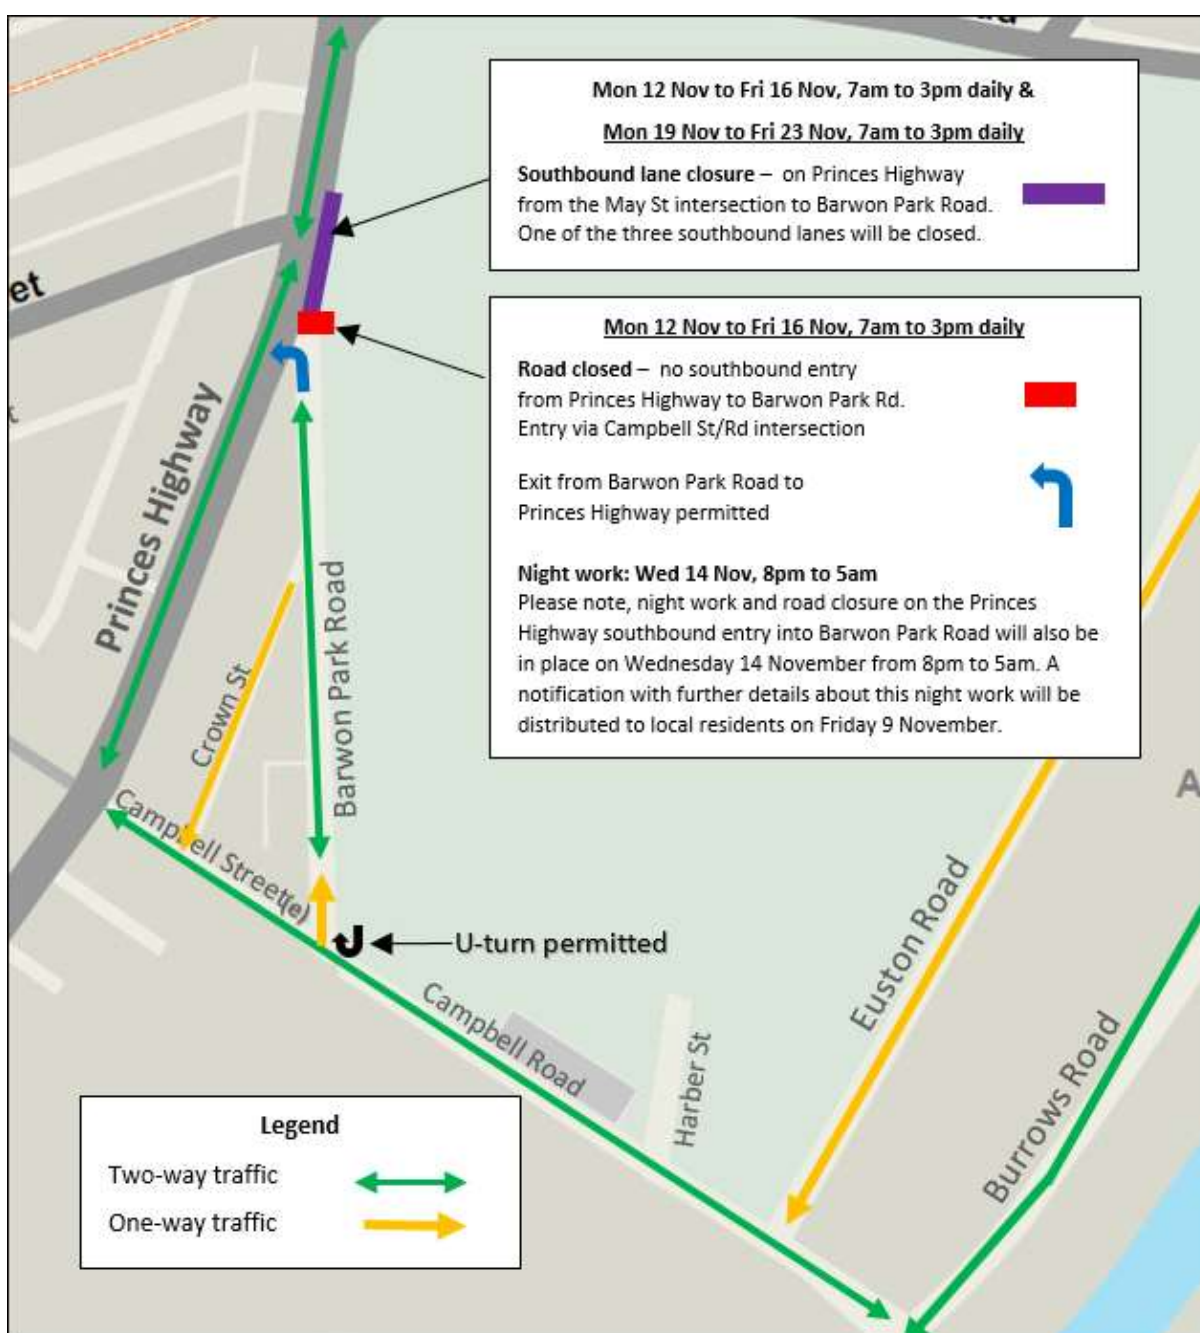 Mon 12 Nov to Fri 16 Nov, 7am to 3pm daily &
Mon 19 Nov to Fri 23 Nov, 7am to 3pm daily
Southbound lane closure – on Princes Highway
from the May St intersection to Barwon Park Road.
One of the three southbound lanes will be closed.
et
Mon 12 Nov to Fri 16 Nov, 7am to 3pm daily
Road closed – no southbound entry
from Princes Highway to Barwon Park Rd.
Entry via Campbell St/Rd intersection
Exit from Barwon Park Road to
Princes Highway permitted
Night work: Wed 14 Nov, 8pm to 5am
Please note, night work and road closure on the Princes
Highway southbound entry into Barwon Park Road will also be
in place on Wednesday 14 November from 8pm to 5am. A
notification with further details about this night work will be
distributed to local residents on Friday 9 November.
t
Princes Highway
Crown St
Barwon Park Road
A
Campbell Street(e)
U-turn permitted
Campbell Road
Harber St
Euston Road
Burrows Road
Legend
Two-way traffic
One-way traffic